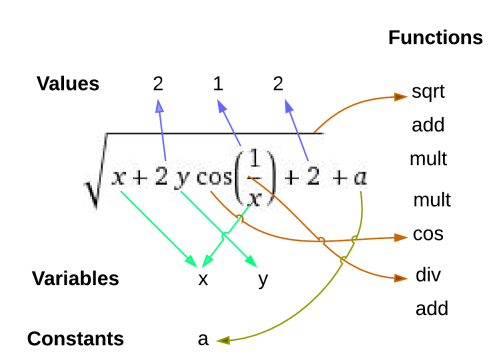 Functions
Values 2 1 2
sqrt
add
mult
√x + 2 y cos(1/x) + 2 + a
mult
cos
Variables x y
div
add
Constants a